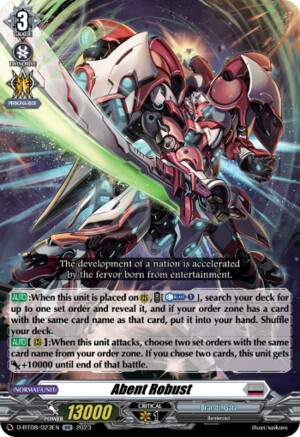 3
GRADE
TWIN DRIVE
PERSONA RIDE
The development of a nation is accelerated
by the fervor born from entertainment.
AUTO:When this unit is placed on , [ ], search your deck for
up to one set order and reveal it, and if your order zone has a card
with the same card name as that card, put it into your hand. Shuffle
your deck.
AUTO :When this unit attacks, choose two set orders with the same
card name from your order zone. If you chose two cards, this unit gets
+10000 until end of that battle.
NORMAL UNIT
Abent Robust
Brandt Gate
Battleroid
POWER 13000
CRITICAL 1
D-BT08/023EN RR 2023
illust/saikoro